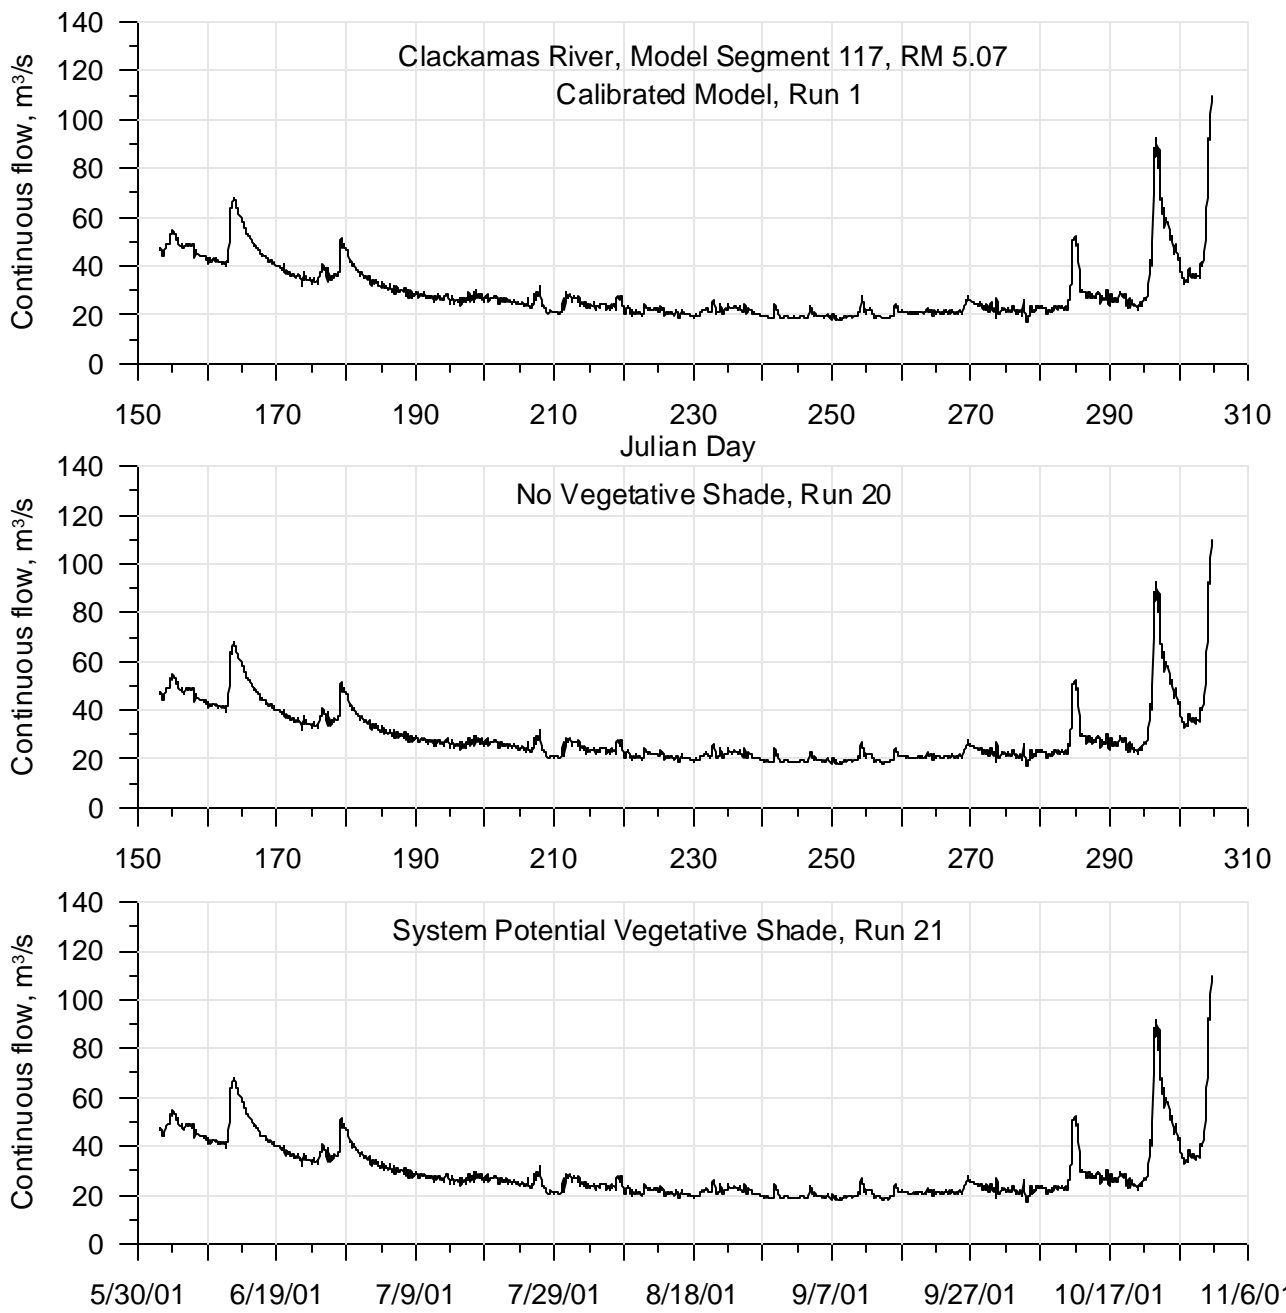 140
Clackamas River, Model Segment 117, RM 5.07
120
Calibrated Model, Run 1
100
80
60
40
20
0
Continuous flow, m³/s
150 170 190 210 230 250 270 290 310
Julian Day
140
No Vegetative Shade, Run 20
120
100
80
60
40
20
0
Continuous flow, m³/s
150 170 190 210 230 250 270 290 310
140
System Potential Vegetative Shade, Run 21
120
100
80
60
40
20
0
Continuous flow, m³/s
5/30/01 6/19/01 7/9/01 7/29/01 8/18/01 9/7/01 9/27/01 10/17/01 11/6/0